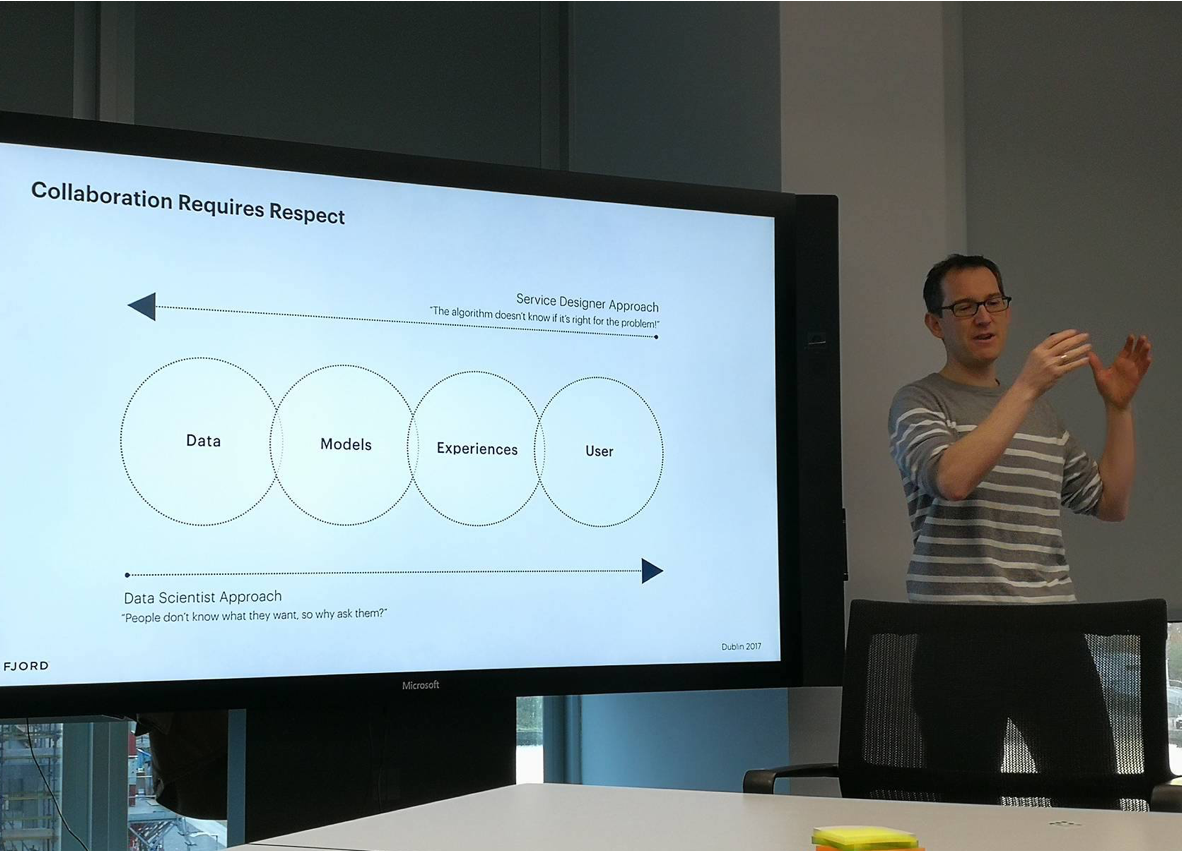 Collaboration Requires Respect
Service Designer Approach
"The algorithm doesn't know if it's right for the problem!"
Data
Models
Experiences
User
Data Scientist Approach
"People don't know what they want, so why ask them?"
FJORD
Dublin 2017
Microsoft